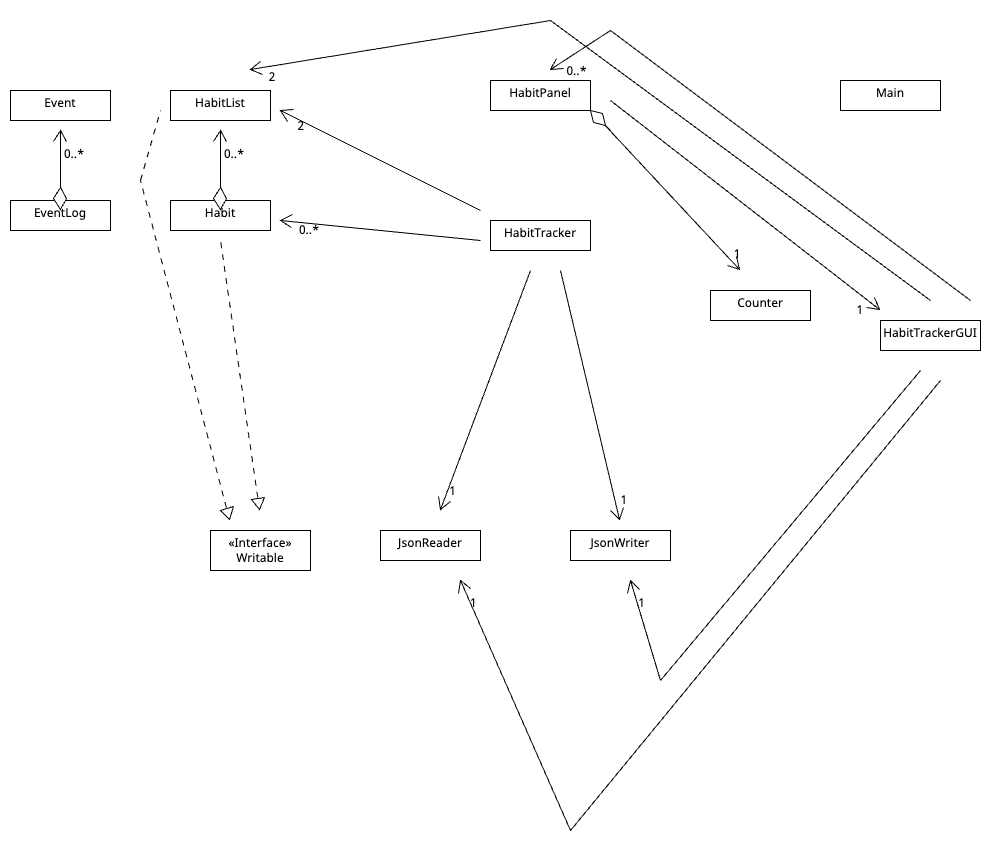 2
0..*
HabitPanel
Main
Event
HabitList
2
0..*
0..*
EventLog
Habit
0..*
HabitTracker
1
Counter
1
HabitTrackerGUI
1
1
«Interface»
Writable
JsonReader
JsonWriter
1
1